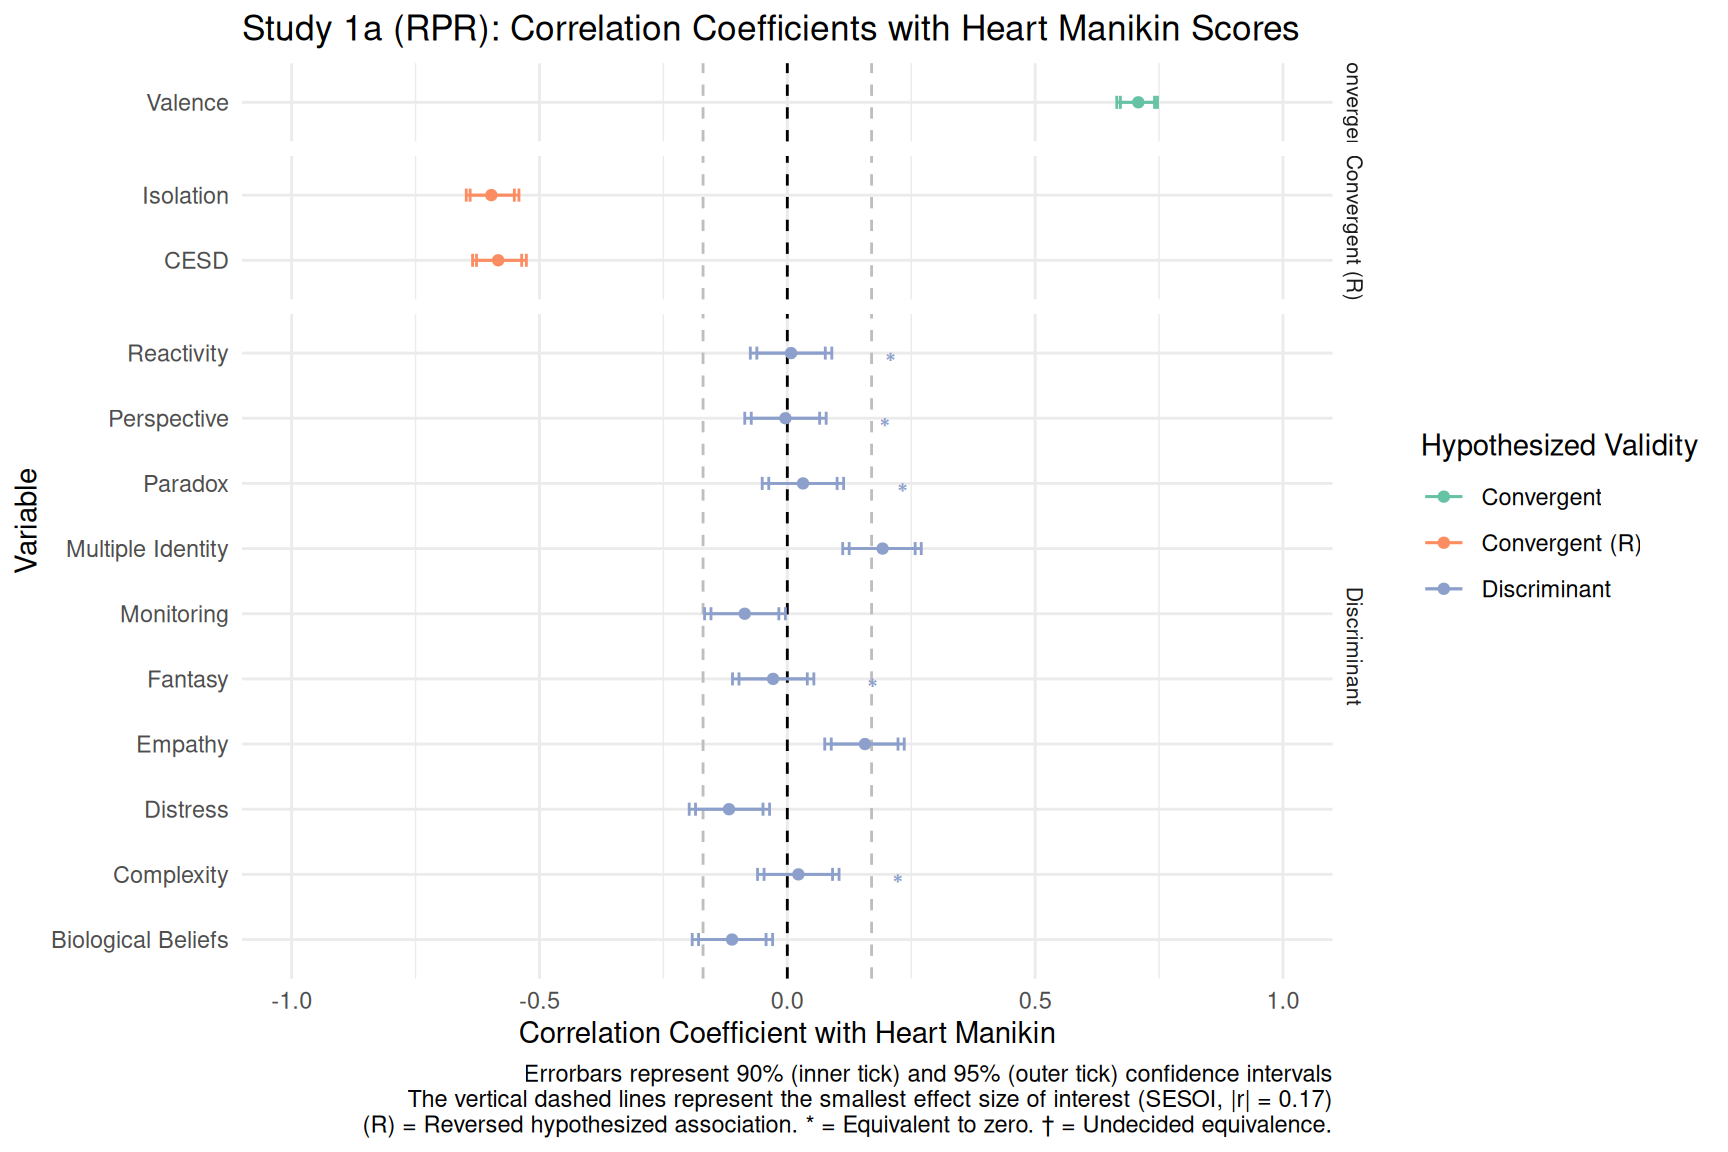 Study 1a (RPR): Correlation Coefficients with Heart Manikin Scores
Valence
onverge
Isolation
CESD
Convergent (R)
Reactivity
*
Perspective
*
Paradox
*
Multiple Identity
Monitoring
Fantasy
*
Empathy
Distress
Complexity
*
Biological Beliefs
Discriminant
Variable
-1.0
-0.5
0.0
0.5
1.0
Correlation Coefficient with Heart Manikin
Hypothesized Validity
Convergent
Convergent (R)
Discriminant
Errorbars represent 90% (inner tick) and 95% (outer tick) confidence intervals
The vertical dashed lines represent the smallest effect size of interest (SESOI, |r| = 0.17)
(R) = Reversed hypothesized association. * = Equivalent to zero. † = Undecided equivalence.